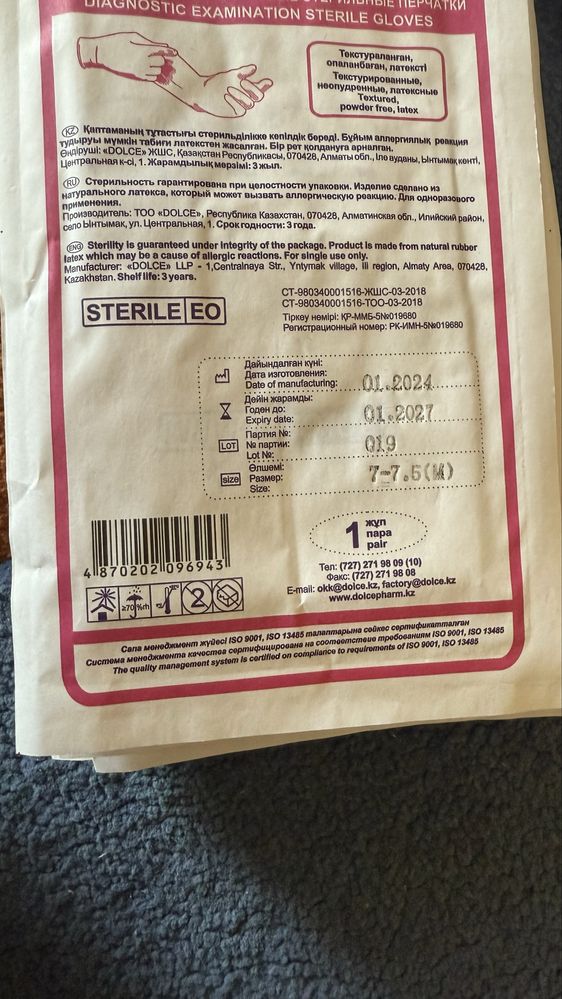 СТЕРИЛЬНЫЕ ПЕРЧАТКИ
DIAGNOSTIC EXAMINATION STERILE GLOVES
Текстураланған,
опаланбаған, латексті
Текстурированные,
неопудренные, латексные
Textured,
powder free, latex
KZ Қаптаманың тұтастығы стерильділікке кепілдік береді. Бұйым аллергиялық реакция
тудыруы мүмкін табиғи латекстен жасалған. Бір рет қолдануға арналған.
Өндіруші: «DOLCE» ЖШС, Қазақстан Республикасы, 070428, Алматы обл., Іле ауданы, Ынтымақ кенті,
Центральная к-сі, 1. Жарамдылық мерзімі: 3 жыл.
RU Стерильность гарантирована при целостности упаковки. Изделие сделано из
натурального латекса, который может вызвать аллергическую реакцию. Для одноразового
применения.
Производитель: ТОО «DOLCE», Республика Казахстан, 070428, Алматинская обл., Илийский район,
село Ынтымак, ул. Центральная, 1. Срок годности: 3 года.
ENG Sterility is guaranteed under integrity of the package. Product is made from natural rubber
latex which may be a cause of allergic reactions. For single use only.
Manufacturer: «DOLCE» LLP - 1,Centralnaya Str., Yntymak village, Ili region, Almaty Area, 070428,
Kazakhstan. Shelf life: 3 years.
STERILE EO
СТ-980340001516-ЖШС-03-2018
СТ-980340001516-ТОО-03-2018
Тіркеу нөмірі: ҚР-ММБ-5№019680
Регистрационный номер: РК-ИМН-5№019680
Дайындалған күні:
Дата изготовления:
Date of manufacturing: 01.2024
Дейін жарамды:
Годен до:
Expiry date: 01.2027
Партия №:
LOT № партии: 019
Lot №:
Өлшемі:
size Размер: 7-7.5(M)
Size:
1 жұп
пара
pair
4 870202 096943
≥70 %rh
2
Тел: (727) 271 98 09 (10)
Факс: (727) 271 98 08
E-mail: okk@dolce.kz, factory@dolce.kz
www.dolcepharm.kz
Сапа менеджмент жүйесі ISO 9001, ISO 13485 талаптарына сәйкес сертификатталған
Система менеджмента качества сертифицирована на соответствие требованиям ISO 9001, ISO 13485
The quality management system is certified on compliance to requirements of ISO 9001, ISO 13485